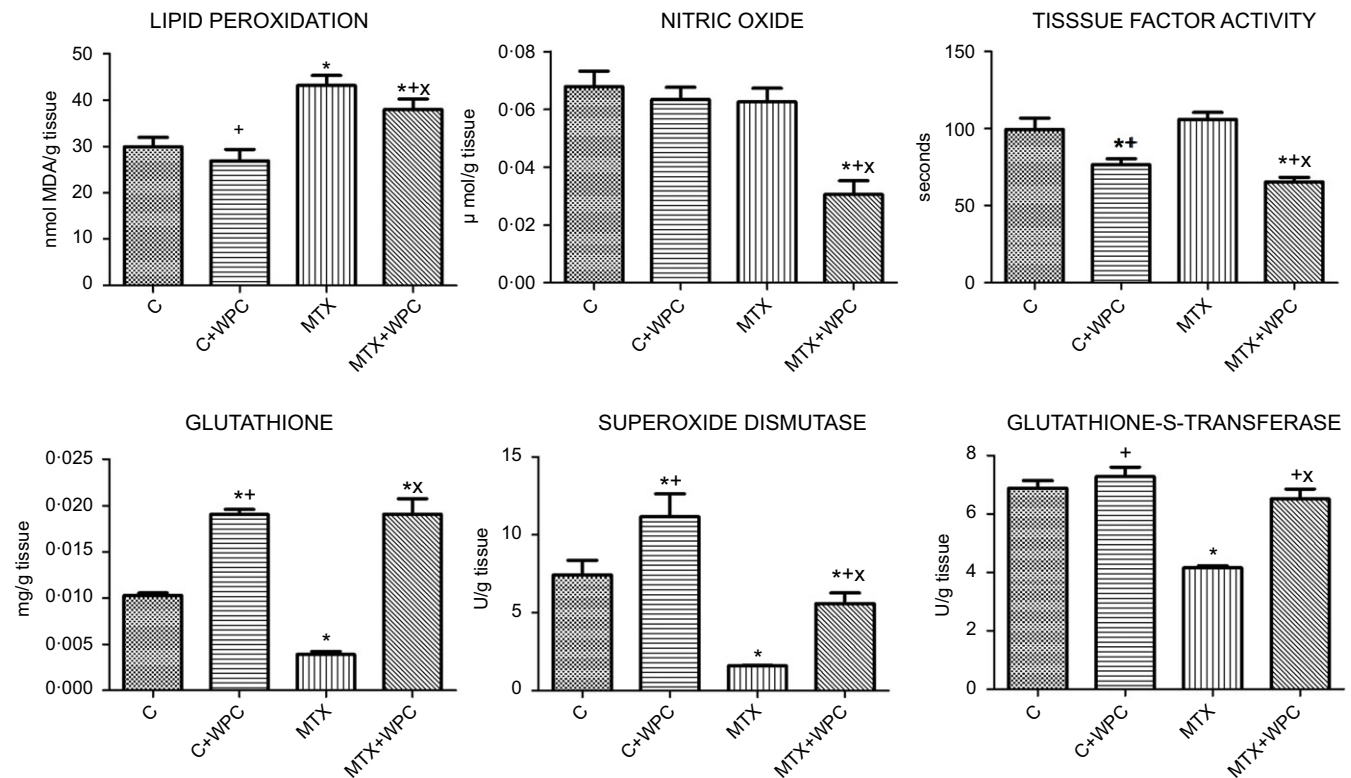 LIPID PEROXIDATION
nmol MDA/g tissue
50
40
30
20
10
0
*
+
*+x
C
C+WPC
MTX
MTX+WPC
NITRIC OXIDE
µ mol/g tissue
0·08
0·06
0·04
0·02
0·00
*+x
C
C+WPC
MTX
MTX+WPC
TISSSUE FACTOR ACTIVITY
seconds
150
100
50
0
*+
*+x
C
C+WPC
MTX
MTX+WPC
GLUTATHIONE
mg/g tissue
0·025
0·020
0·015
0·010
0·005
0·000
*+
*x
*
C
C+WPC
MTX
MTX+WPC
SUPEROXIDE DISMUTASE
U/g tissue
15
10
5
0
*+
*+x
*
C
C+WPC
MTX
MTX+WPC
GLUTATHIONE-S-TRANSFERASE
U/g tissue
8
6
4
2
0
+
+x
*
C
C+WPC
MTX
MTX+WPC